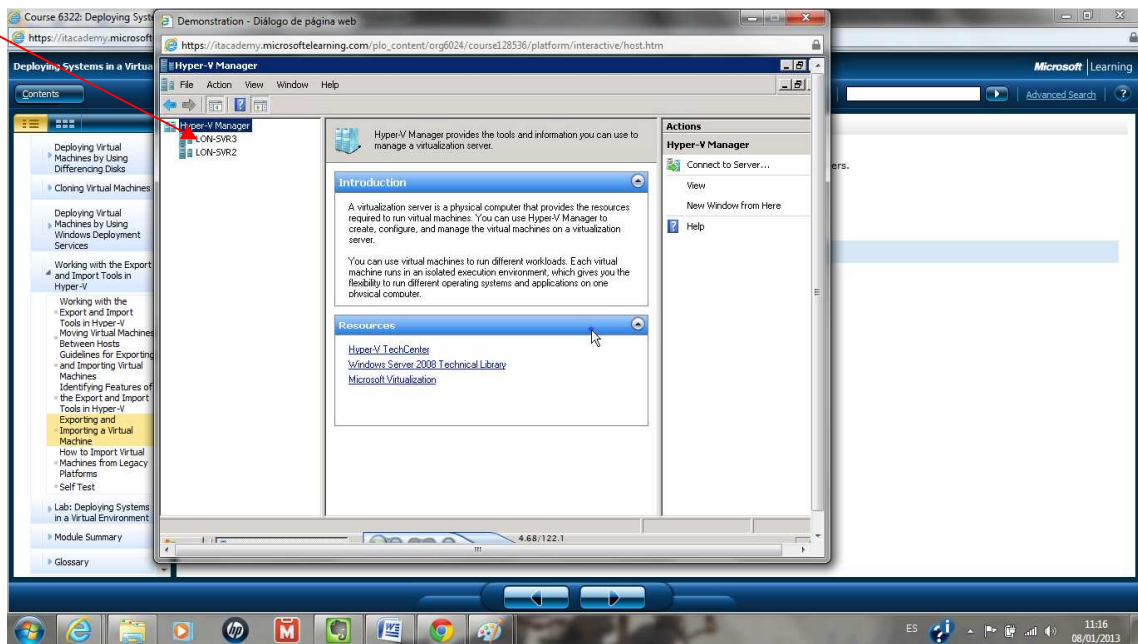 Course 6322: Deploying Syste
https://itacademy.microsoft
Deploying Systems in a Virtua
Microsoft | Learning
Contents
Advanced Search
?
Deploying Virtual
Machines by Using
Differencing Disks
Cloning Virtual Machines
Deploying Virtual
Machines by Using
Windows Deployment
Services
Working with the Export
and Import Tools in
Hyper-V
Working with the
Export and Import
Tools in Hyper-V
Moving Virtual Machines
Between Hosts
Guidelines for Exporting
and Importing Virtual
Machines
Identifying Features of
the Export and Import
Tools in Hyper-V
Exporting and
Importing a Virtual
Machine
How to Import Virtual
Machines from Legacy
Platforms
Self Test
Lab: Deploying Systems
in a Virtual Environment
Module Summary
Glossary
Demonstration - Diálogo de página web
https://itacademy.microsoftelearning.com/plo_content/org6024/course128536/platform/interactive/host.htm
Hyper-V Manager
File Action View Window Help
Hyper-V Manager
LON-SVR3
LON-SVR2
Hyper-V Manager provides the tools and information you can use to
manage a virtualization server.
Introduction
A virtualization server is a physical computer that provides the resources
required to run virtual machines. You can use Hyper-V Manager to
create, configure, and manage the virtual machines on a virtualization
server.
You can use virtual machines to run different workloads. Each virtual
machine runs in an isolated execution environment, which gives you the
flexibility to run different operating systems and applications on one
physical computer.
Resources
Hyper-V TechCenter
Windows Server 2008 Technical Library
Microsoft Virtualization
Actions
Hyper-V Manager
Connect to Server...
View
New Window from Here
Help
ers.
4.68/122.1
ES
11:16
08/01/2013